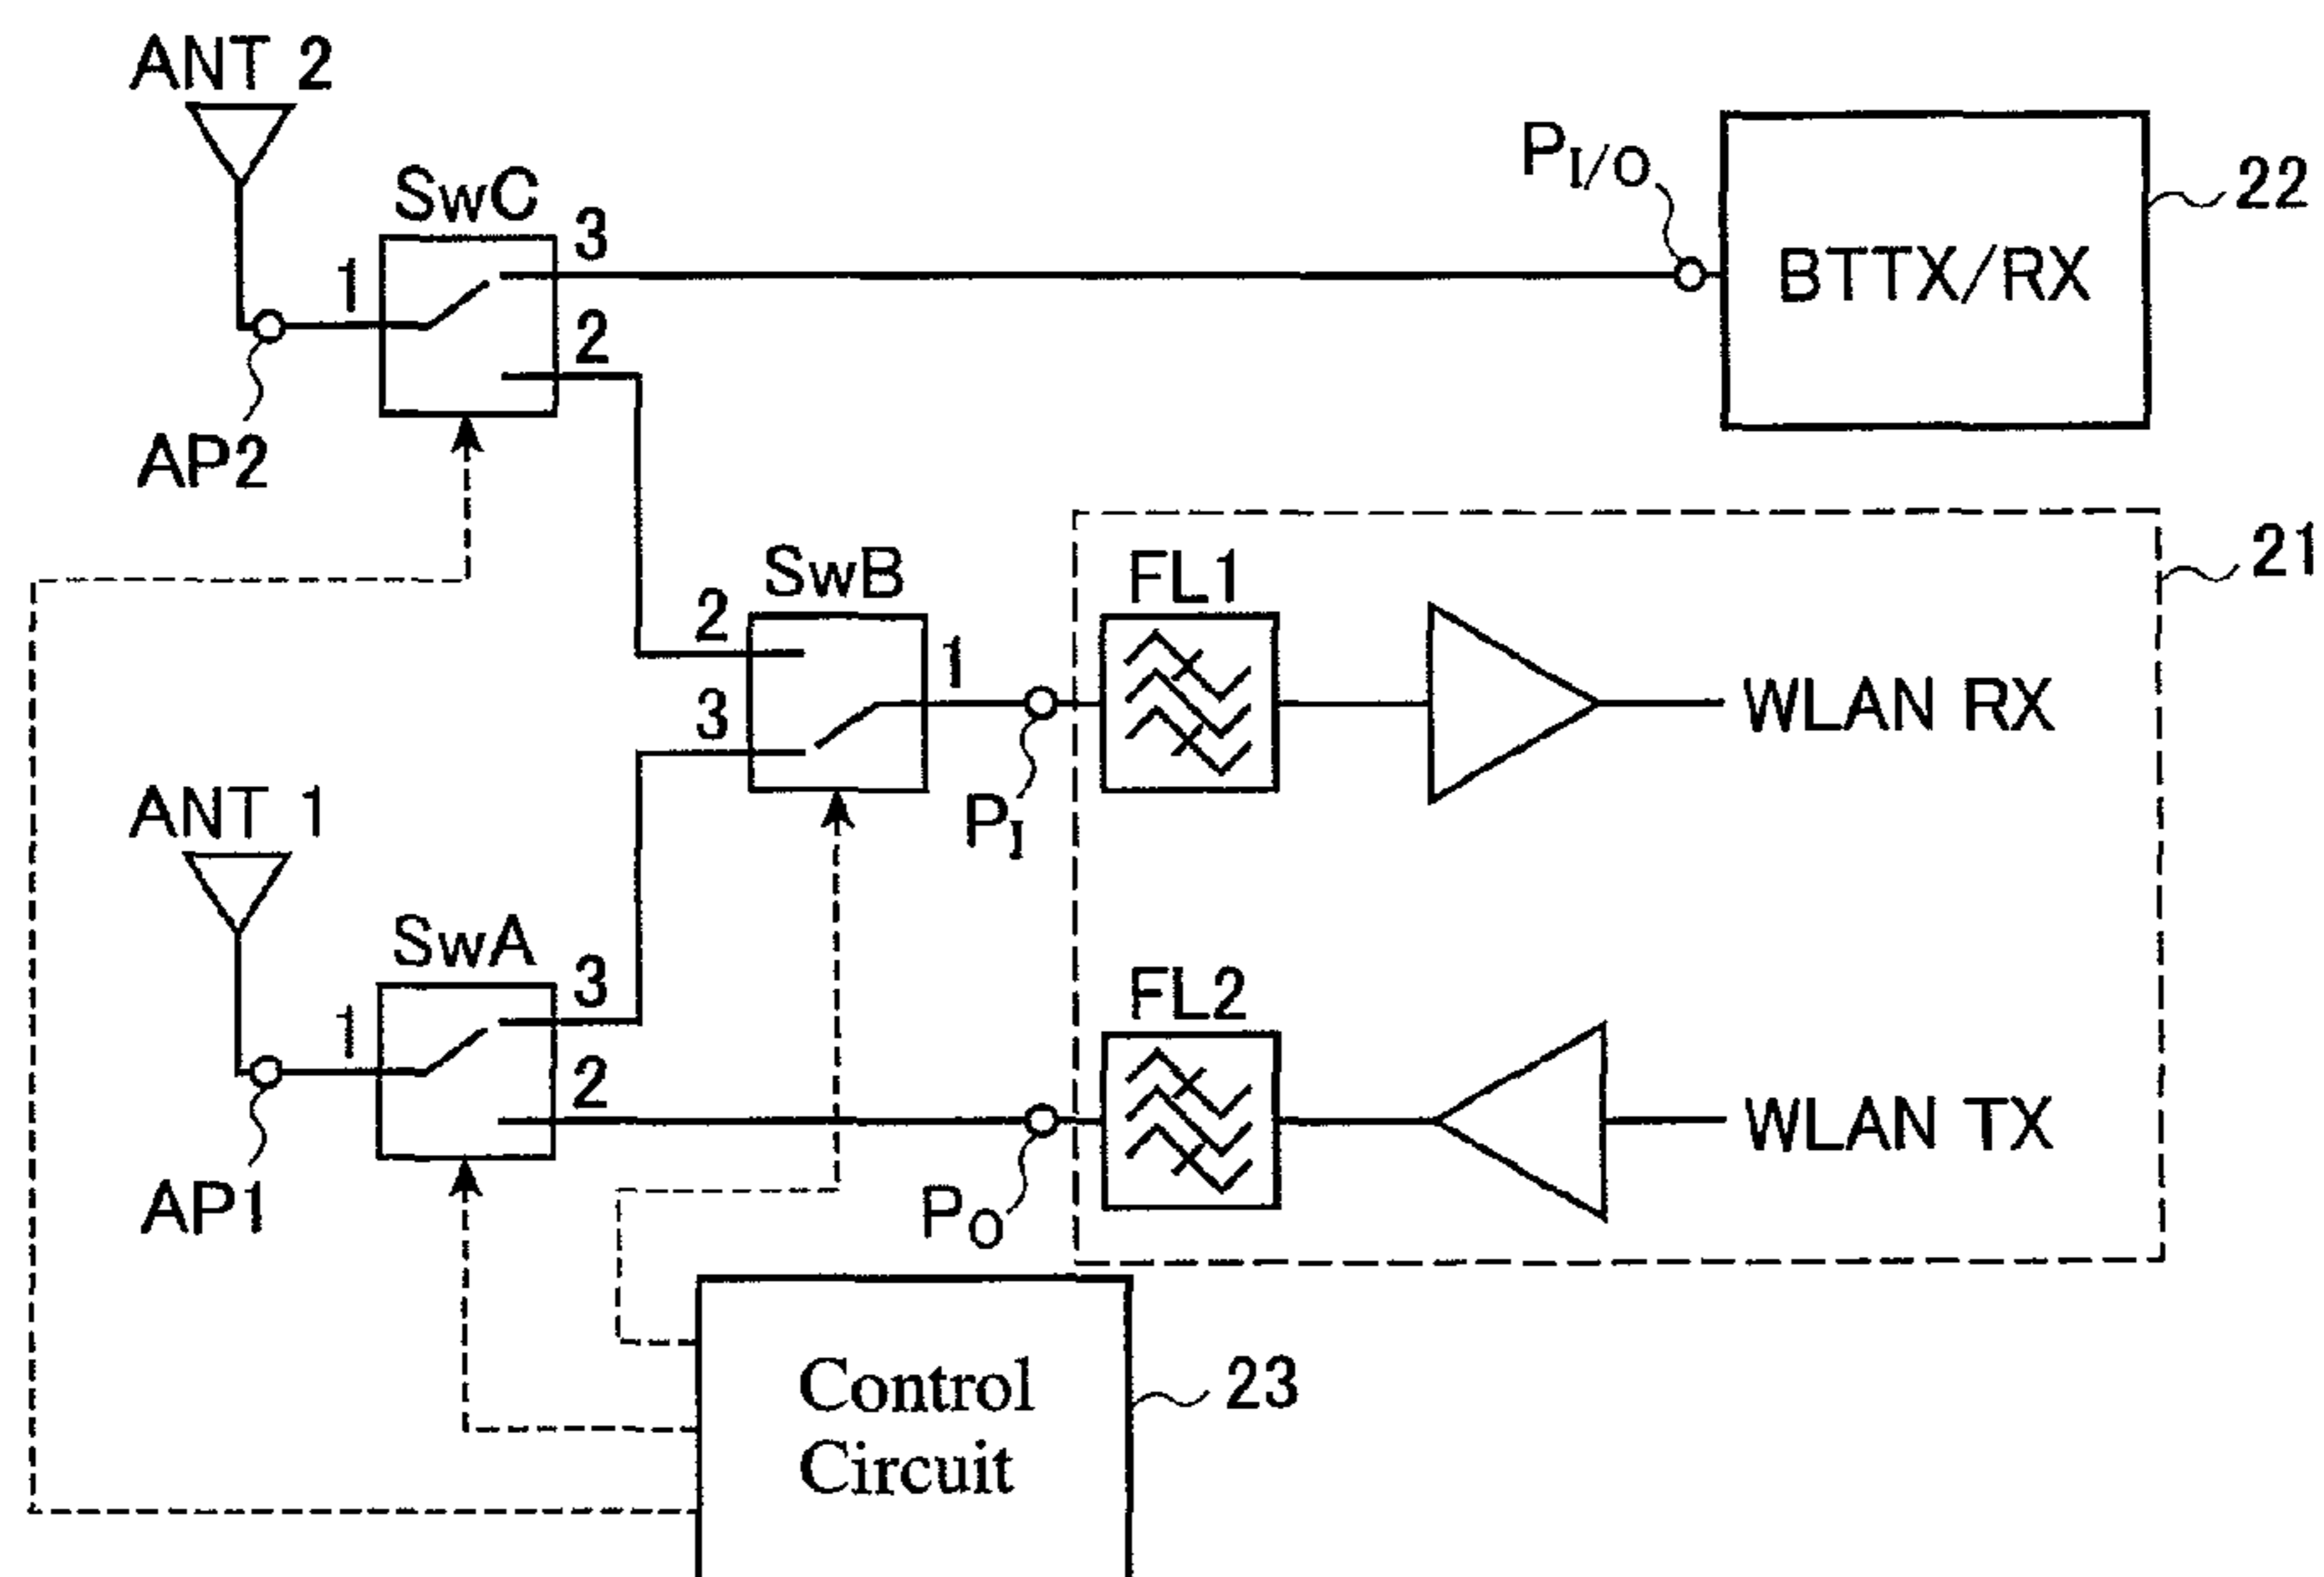 ANT 2
SwC
1
3
2
AP2
PI/O
BTTX/RX
22
21
SwB
2
3
1
PI
FL1
WLAN RX
ANT 1
SwA
1
3
2
AP1
PO
FL2
WLAN TX
Control
Circuit
23